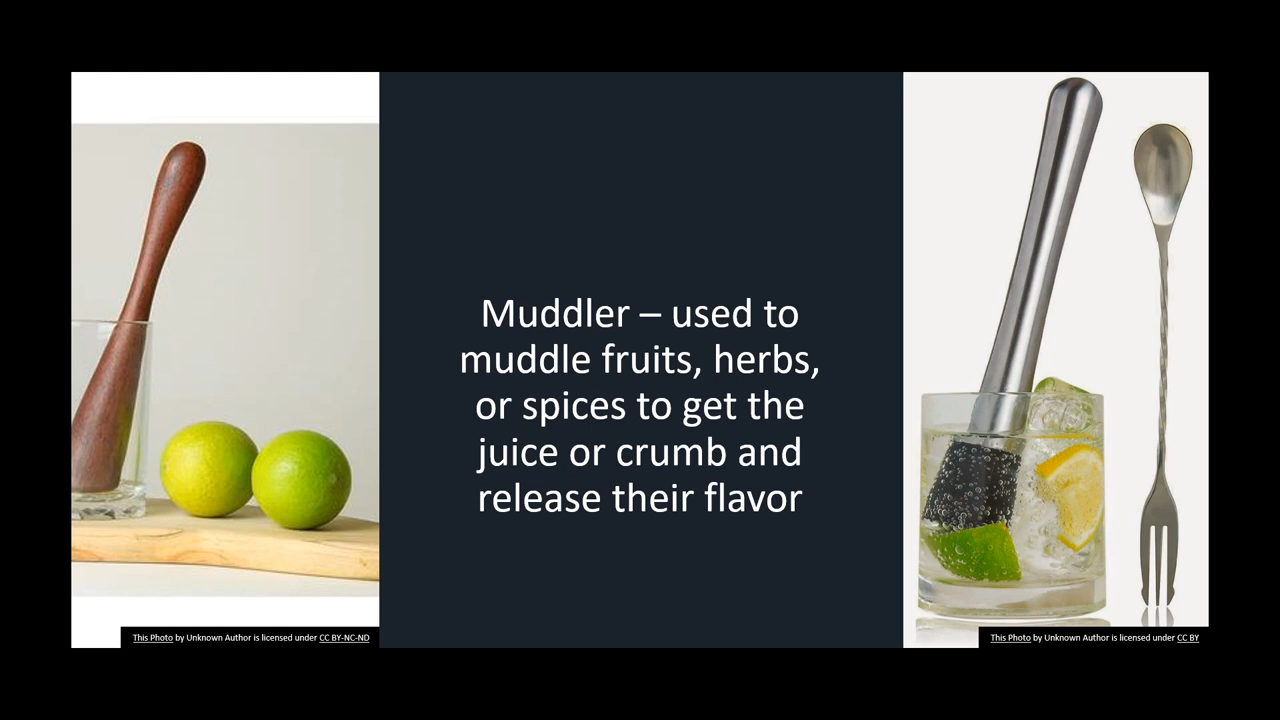 Muddler – used to
muddle fruits, herbs,
or spices to get the
juice or crumb and
release their flavor
This Photo by Unknown Author is licensed under CC BY-NC-ND
This Photo by Unknown Author is licensed under CC BY